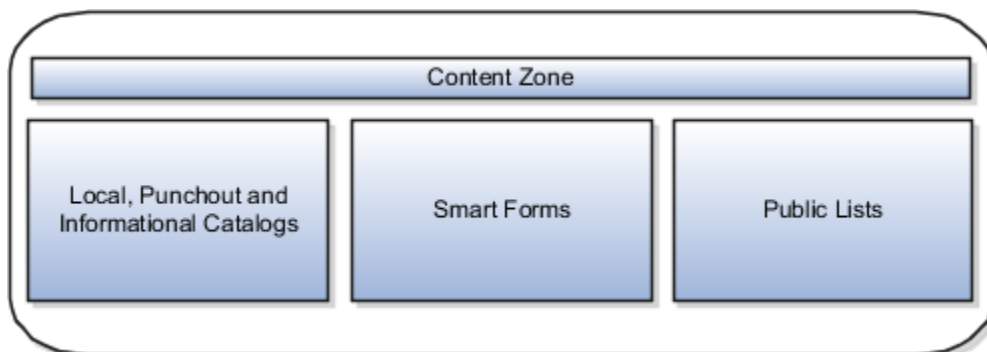 Content Zone
Local, Punchout and
Informational Catalogs
Smart Forms
Public Lists